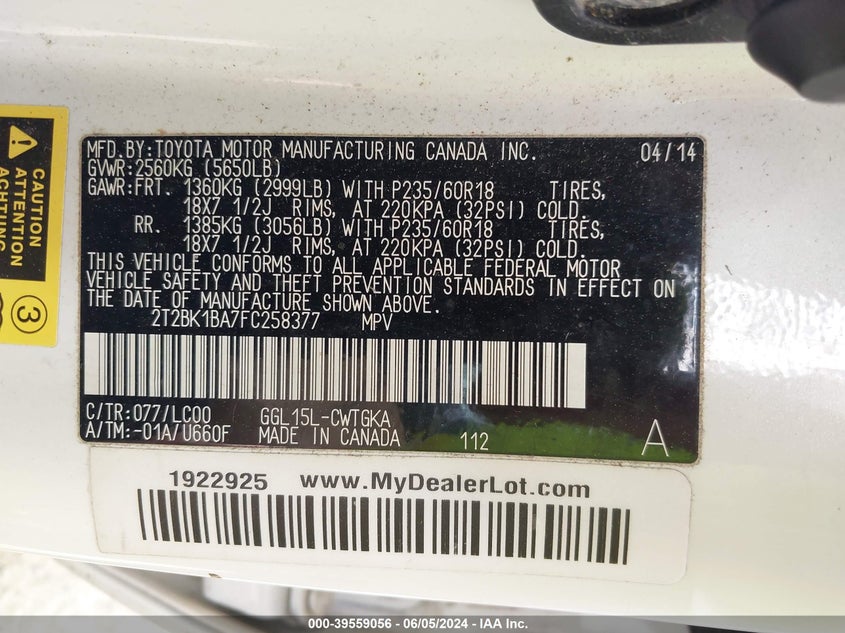 MFD.BY:TOYOTA MOTOR MANUFACTURING CANADA INC. 04/14
GVWR:2560KG (5650LB)
GAWR:FRT. 1360KG (2999LB) WITH P235/60R18 TIRES,
18X7 1/2J RIMS, AT 220KPA (32PSI) COLD.
RR. 1385KG (3056LB) WITH P235/60R18 TIRES,
18X7 1/2J RIMS, AT 220KPA (32PSI) COLD.
THIS VEHICLE CONFORMS TO ALL APPLICABLE FEDERAL MOTOR
VEHICLE SAFETY AND THEFT PREVENTION STANDARDS IN EFFECT ON
THE DATE OF MANUFACTURE SHOWN ABOVE.
2T2BK1BA7FC258377 MPV
C/TR:077/LC00 GGL15L-CWTGKA
A/TM:-01A/U660F MADE IN CANADA 112 A
CAUTION
ATTENTION
3
1922925 www.MyDealerLot.com
000-39559056 - 06/05/2024 - IAA Inc.